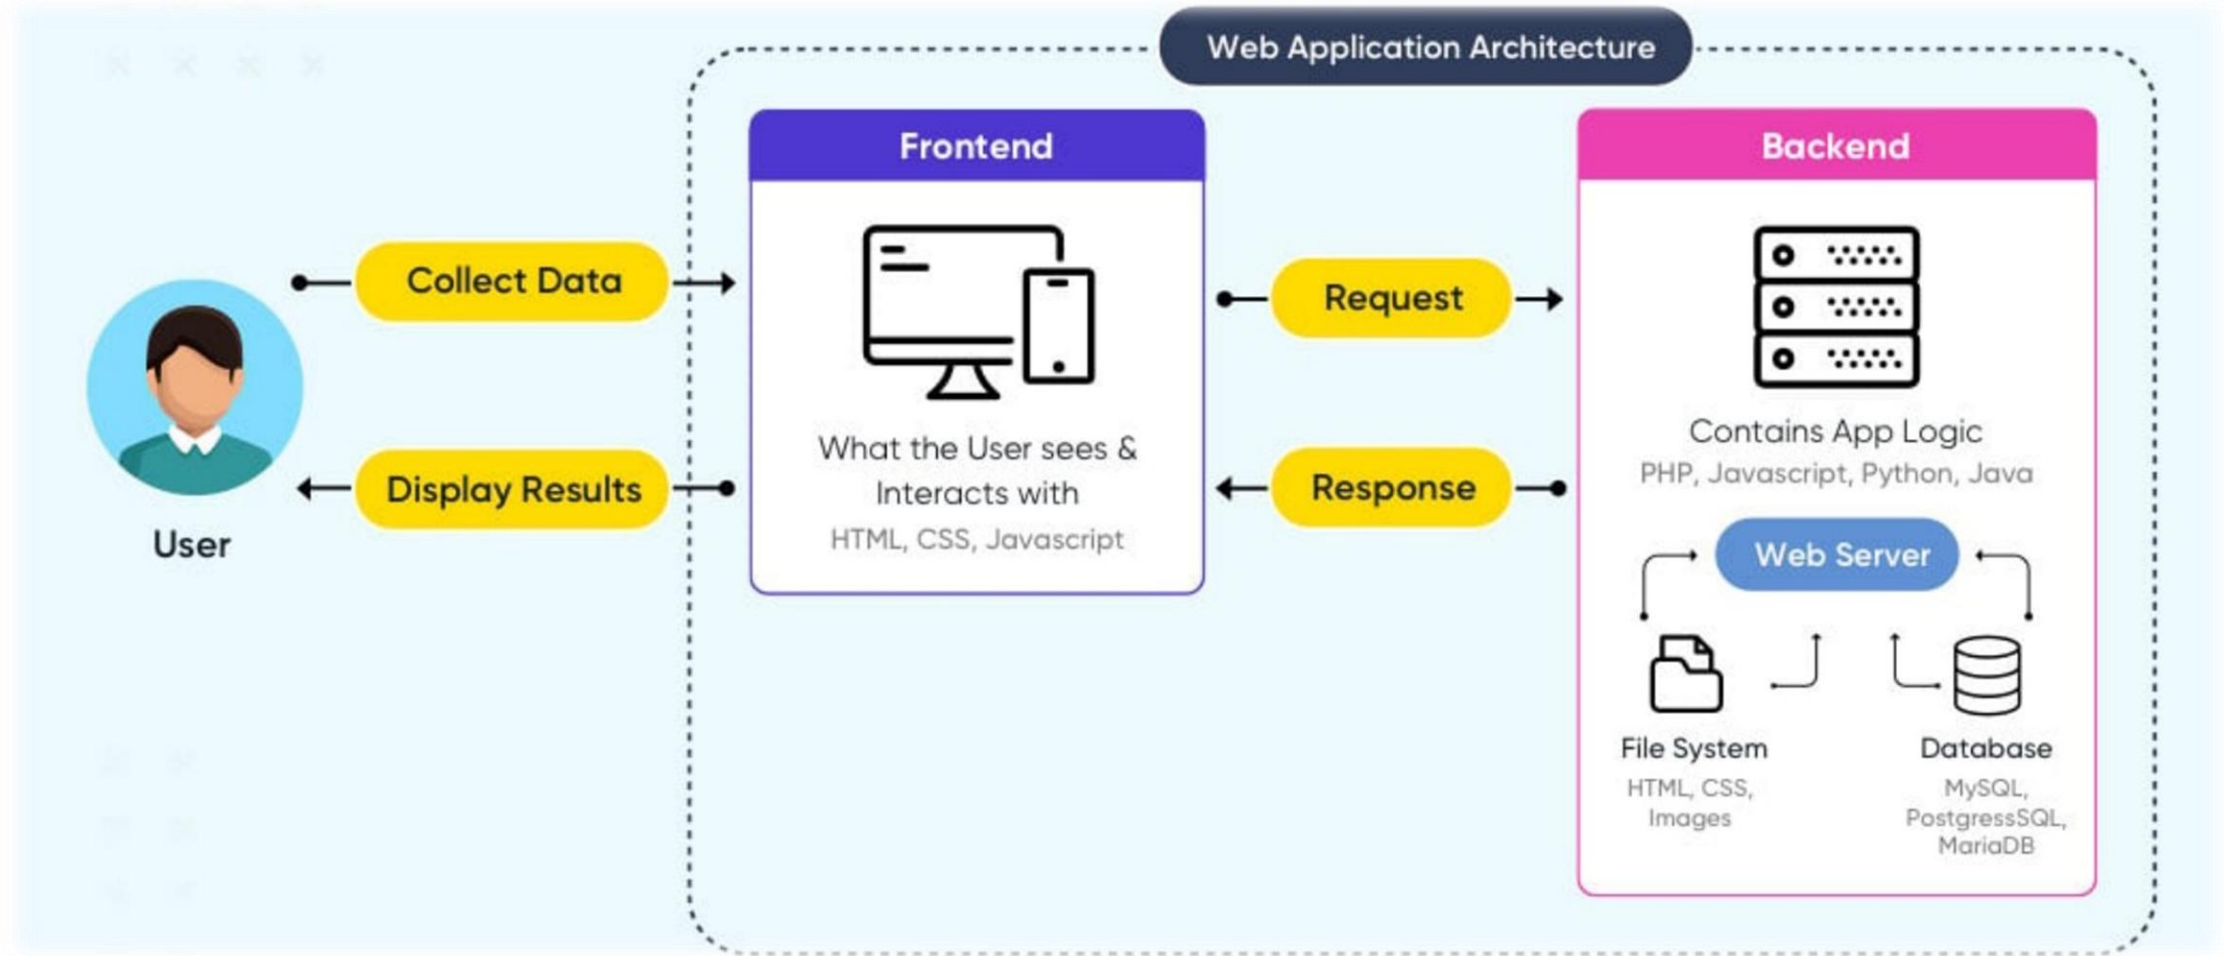 Web Application Architecture
Frontend
Backend
Collect Data
Request
What the User sees &
Interacts with
HTML, CSS, Javascript
Display Results
Response
User
Contains App Logic
PHP, Javascript, Python, Java
Web Server
File System
HTML, CSS,
Images
Database
MySQL,
PostgressSQL,
MariaDB